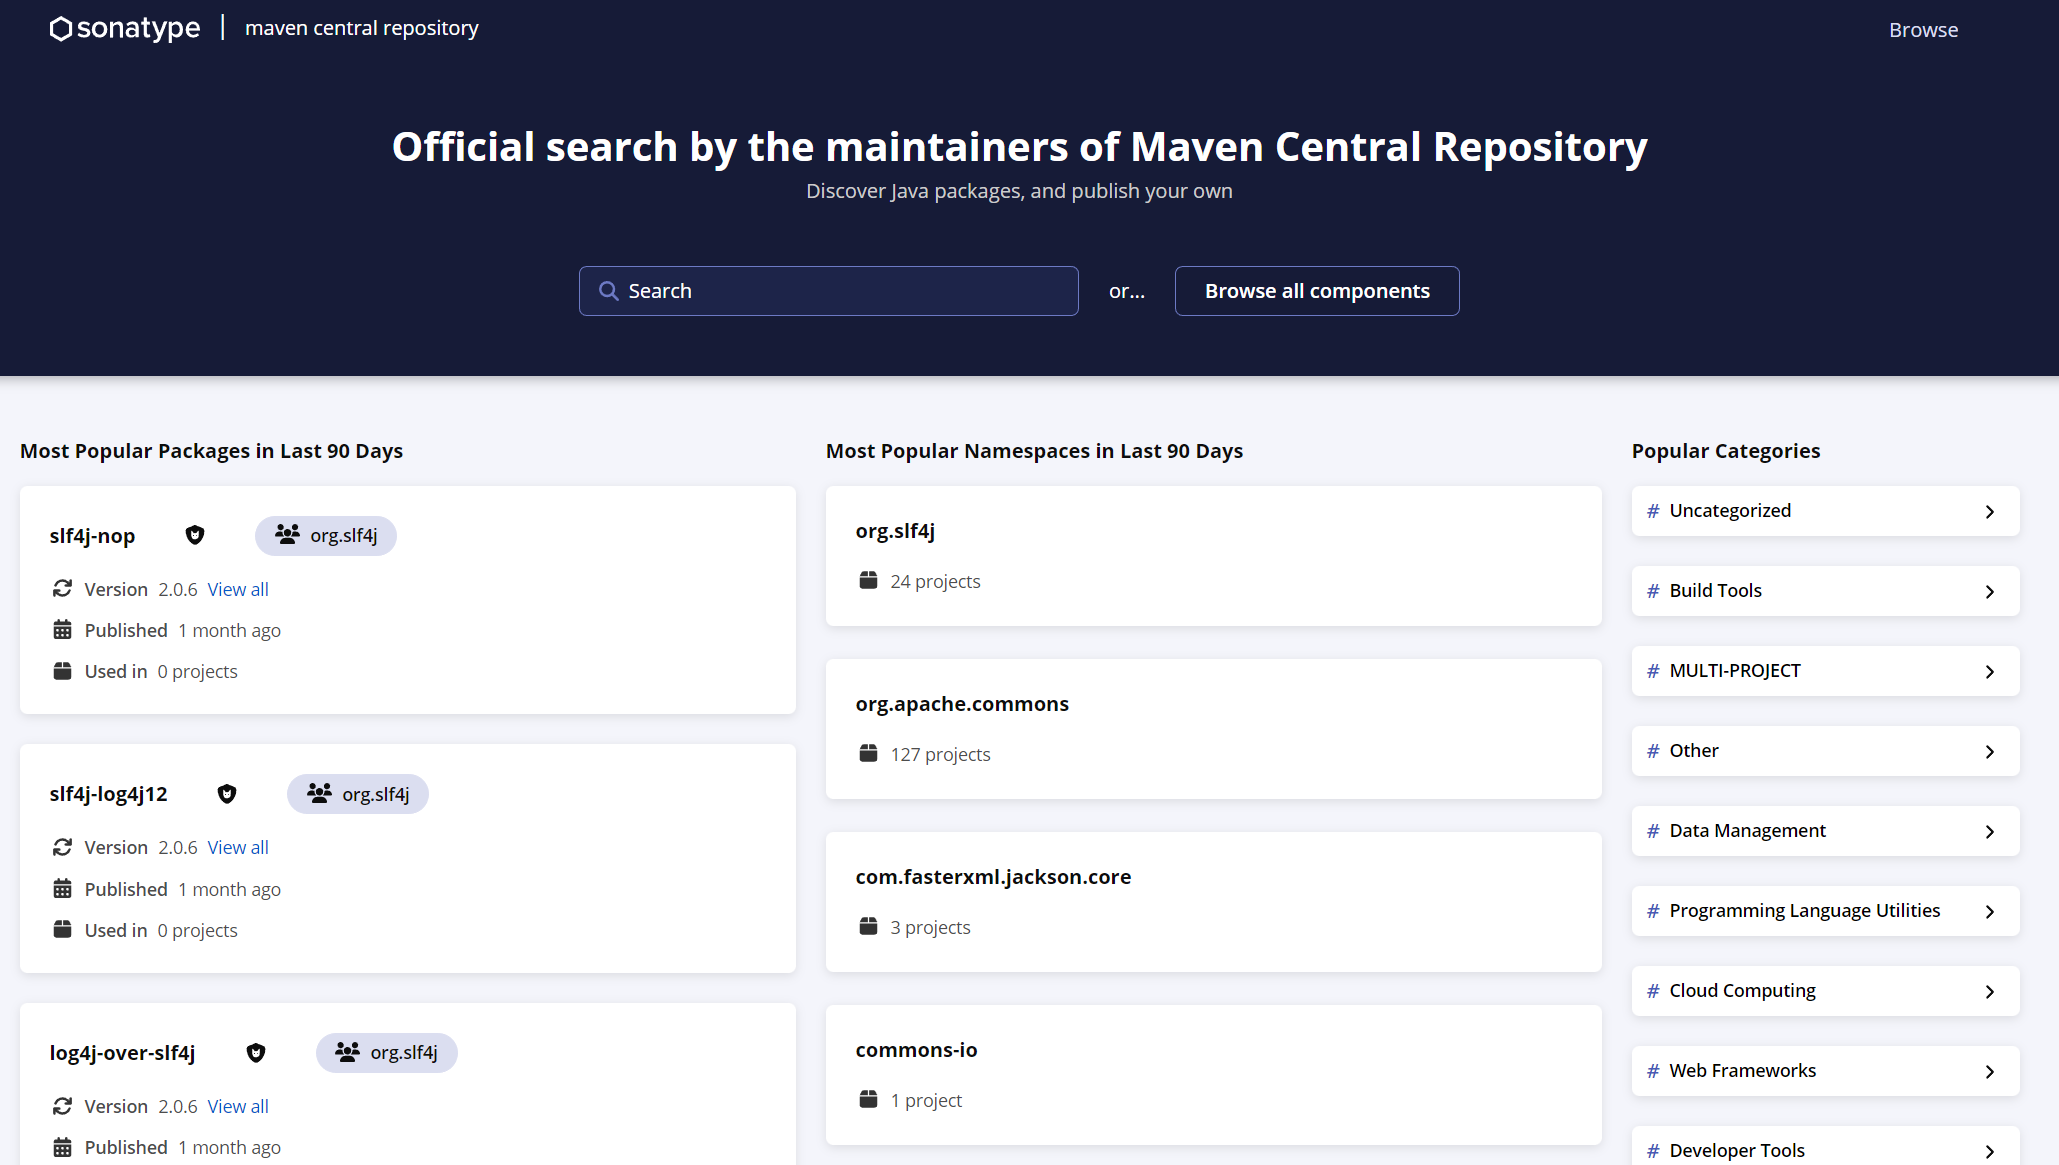 sonatype | maven central repository
Browse
Official search by the maintainers of Maven Central Repository
Discover Java packages, and publish your own
Search
or...
Browse all components
Most Popular Packages in Last 90 Days
slf4j-nop
org.slf4j
Version 2.0.6 View all
Published 1 month ago
Used in 0 projects
slf4j-log4j12
org.slf4j
Version 2.0.6 View all
Published 1 month ago
Used in 0 projects
log4j-over-slf4j
org.slf4j
Version 2.0.6 View all
Published 1 month ago
Most Popular Namespaces in Last 90 Days
org.slf4j
24 projects
org.apache.commons
127 projects
com.fasterxml.jackson.core
3 projects
commons-io
1 project
Popular Categories
# Uncategorized
# Build Tools
# MULTI-PROJECT
# Other
# Data Management
# Programming Language Utilities
# Cloud Computing
# Web Frameworks
# Developer Tools